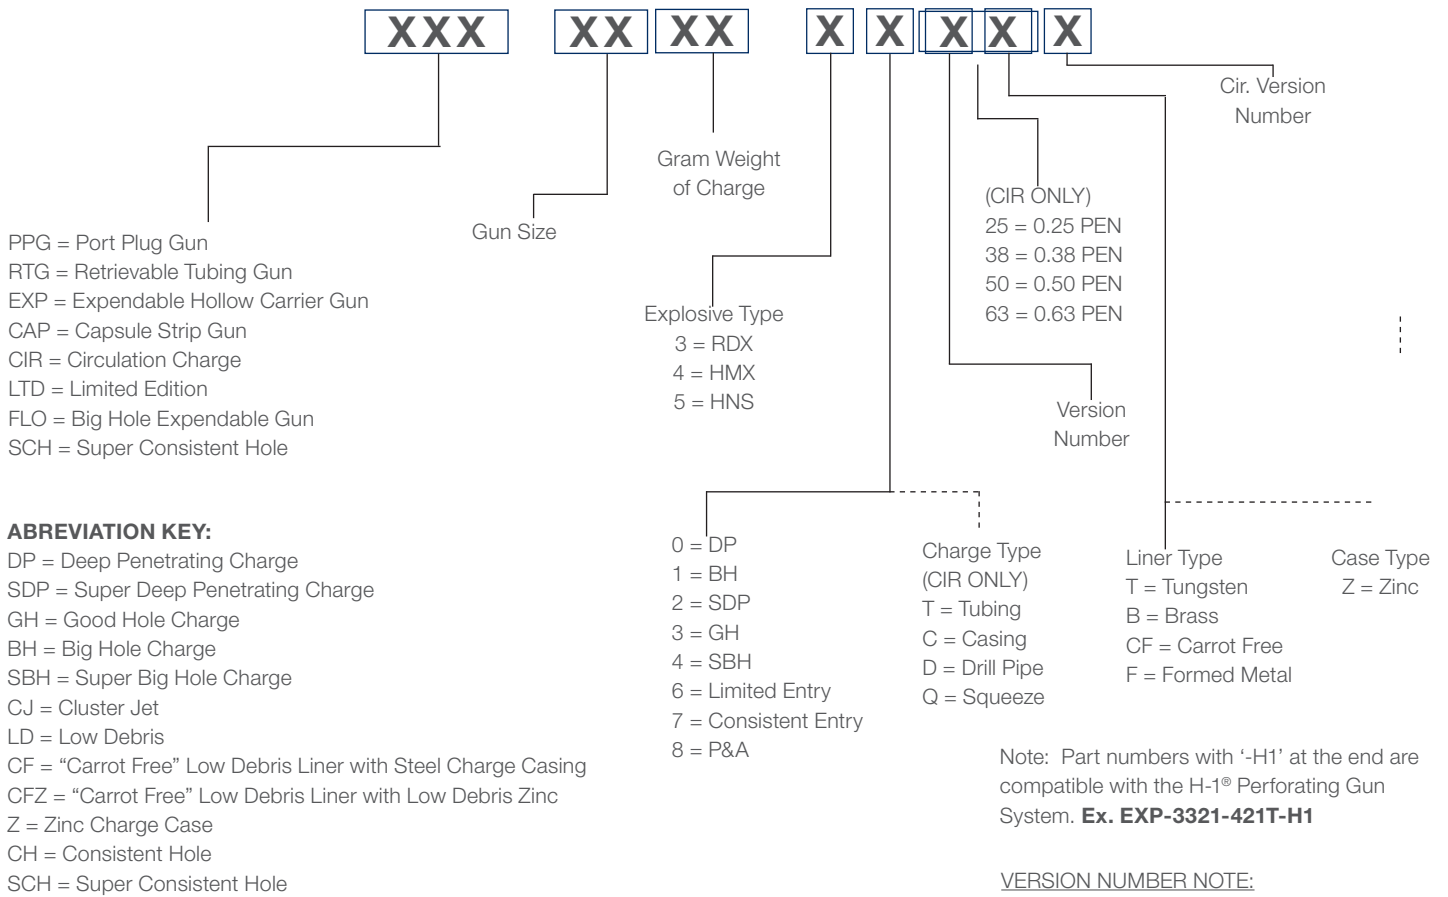 XXX XX XX X X X X X
Cir. Version
Number
Gram Weight
of Charge
Gun Size
(CIR ONLY)
25 = 0.25 PEN
38 = 0.38 PEN
50 = 0.50 PEN
63 = 0.63 PEN
PPG = Port Plug Gun
RTG = Retrievable Tubing Gun
EXP = Expendable Hollow Carrier Gun
CAP = Capsule Strip Gun
CIR = Circulation Charge
LTD = Limited Edition
FLO = Big Hole Expendable Gun
SCH = Super Consistent Hole
Explosive Type
3 = RDX
4 = HMX
5 = HNS
Version
Number
ABREVIATION KEY:
DP = Deep Penetrating Charge
SDP = Super Deep Penetrating Charge
GH = Good Hole Charge
BH = Big Hole Charge
SBH = Super Big Hole Charge
CJ = Cluster Jet
LD = Low Debris
CF = “Carrot Free” Low Debris Liner with Steel Charge Casing
CFZ = “Carrot Free” Low Debris Liner with Low Debris Zinc
Z = Zinc Charge Case
CH = Consistent Hole
SCH = Super Consistent Hole
0 = DP
1 = BH
2 = SDP
3 = GH
4 = SBH
6 = Limited Entry
7 = Consistent Entry
8 = P&A
Charge Type
(CIR ONLY)
T = Tubing
C = Casing
D = Drill Pipe
Q = Squeeze
Liner Type
T = Tungsten
B = Brass
CF = Carrot Free
F = Formed Metal
Case Type
Z = Zinc
Note: Part numbers with ‘-H1’ at the end are
compatible with the H-1® Perforating Gun
System. Ex. EXP-3321-421T-H1
VERSION NUMBER NOTE: